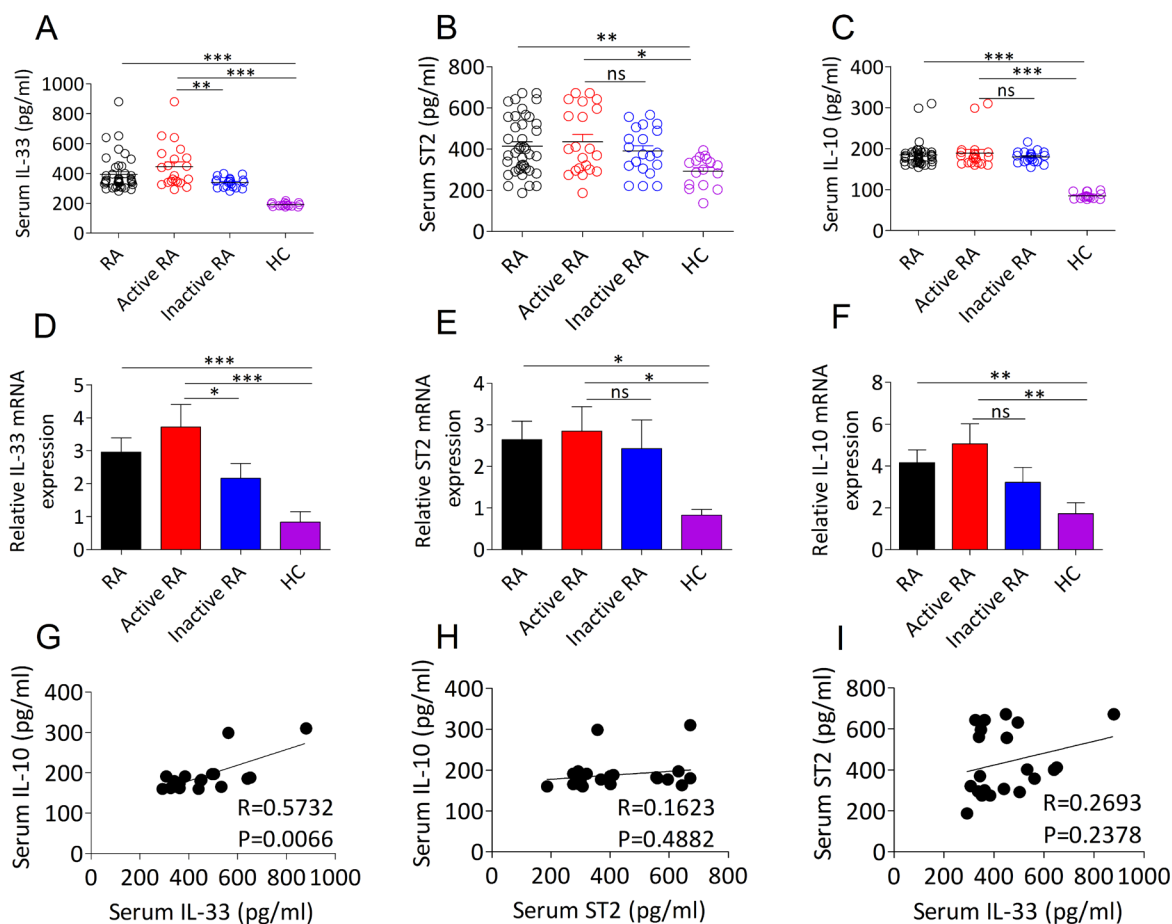 A
***
***
**
Serum IL-33 (pg/ml)
1000
800
600
400
200
0
RA
Active RA
Inactive RA
HC
B
**
*
ns
Serum ST2 (pg/ml)
800
600
400
200
0
RA
Active RA
Inactive RA
HC
C
***
***
ns
Serum IL-10 (pg/ml)
400
300
200
100
0
RA
Active RA
Inactive RA
HC
D
***
***
*
Relative IL-33 mRNA
expression
5
4
3
2
1
0
RA
Active RA
Inactive RA
HC
E
*
*
ns
Relative ST2 mRNA
expression
4
3
2
1
0
RA
Active RA
Inactive RA
HC
F
**
**
ns
Relative IL-10 mRNA
expression
8
6
4
2
0
RA
Active RA
Inactive RA
HC
G
Serum IL-10 (pg/ml)
400
300
200
100
0
R=0.5732
P=0.0066
0 200 400 600 800 1000
Serum IL-33 (pg/ml)
H
Serum IL-10 (pg/ml)
400
300
200
100
0
R=0.1623
P=0.4882
0 200 400 600 800
Serum ST2 (pg/ml)
I
Serum ST2 (pg/ml)
800
600
400
200
0
R=0.2693
P=0.2378
0 200 400 600 800 1000
Serum IL-33 (pg/ml)